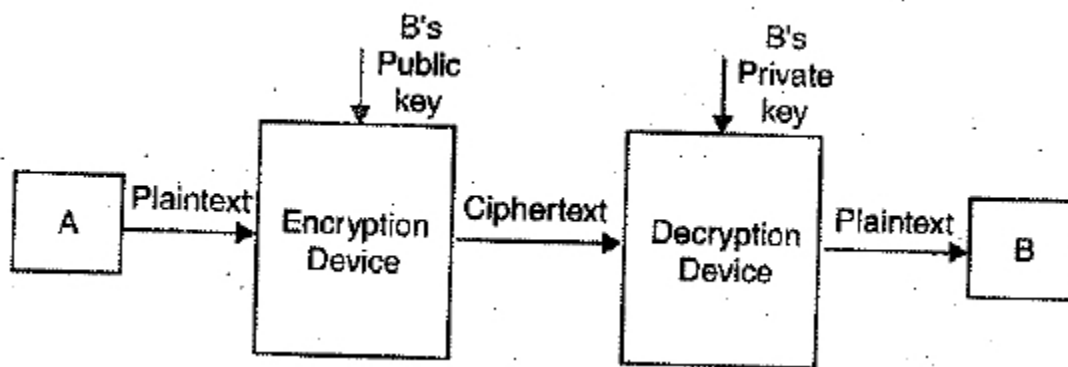 B's
Public
key
B's
Private
key
A
Plaintext
Encryption
Device
Ciphertext
Decryption
Device
Plaintext
B